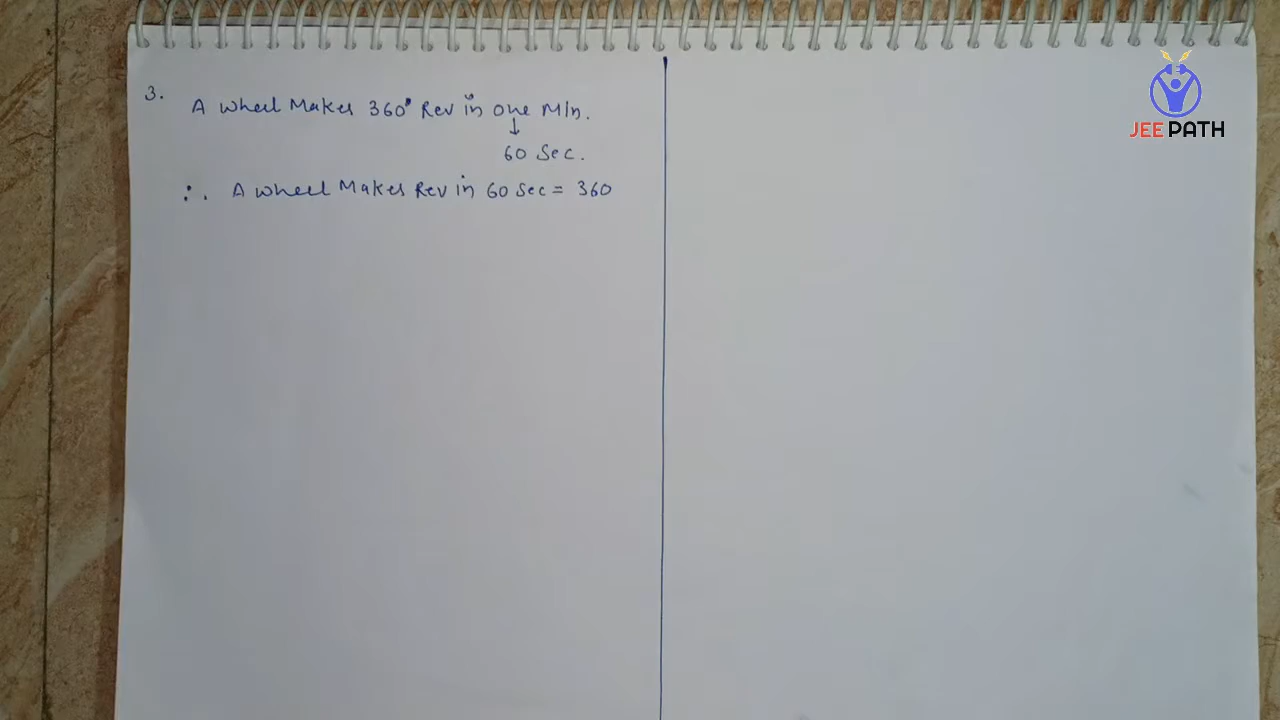 3.
A wheel Makes 360° Rev in One Min.
↓
60 Sec.
∴ A wheel Makes Rev in 60 Sec = 360
JEE PATH